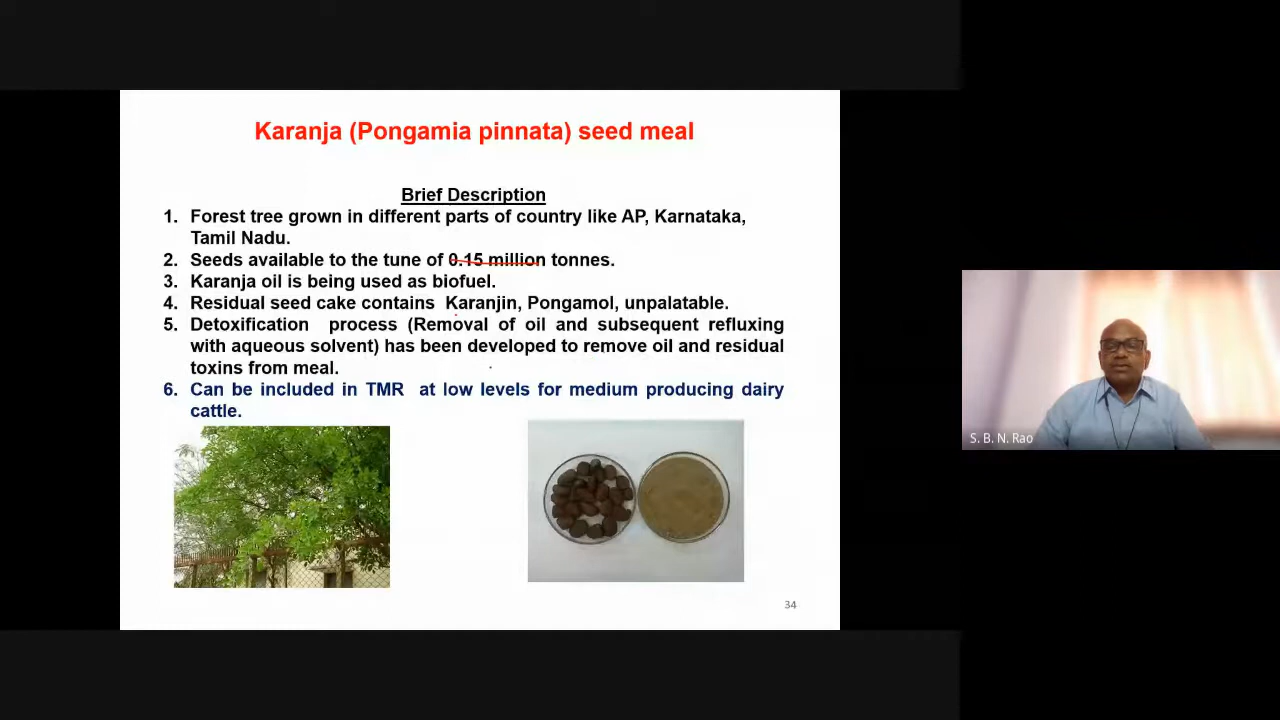 Karanja (Pongamia pinnata) seed meal
Brief Description
1. Forest tree grown in different parts of country like AP, Karnataka,
Tamil Nadu.
2. Seeds available to the tune of 0.15 million tonnes.
3. Karanja oil is being used as biofuel.
4. Residual seed cake contains Karanjin, Pongamol, unpalatable.
5. Detoxification process (Removal of oil and subsequent refluxing
with aqueous solvent) has been developed to remove oil and residual
toxins from meal.
6. Can be included in TMR at low levels for medium producing dairy
cattle.
34
S. B. N. Rao